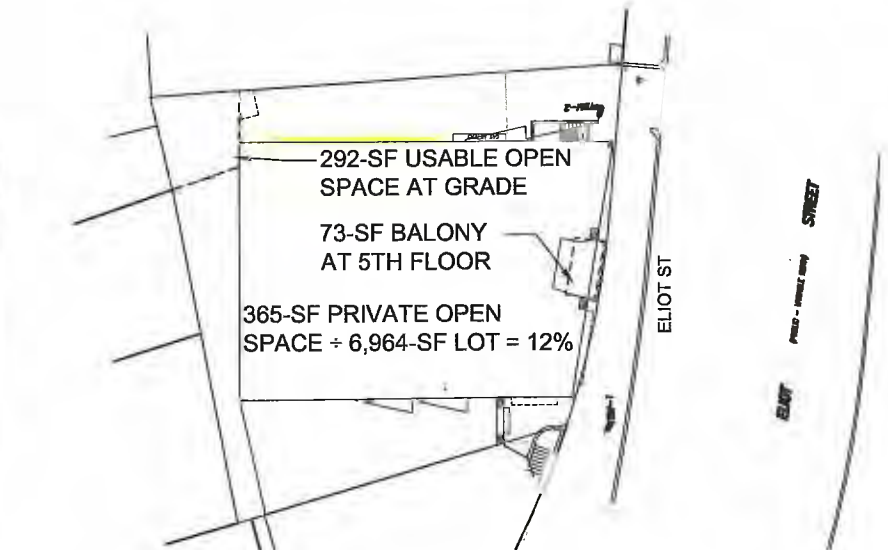 292-SF USABLE OPEN
SPACE AT GRADE
73-SF BALONY
AT 5TH FLOOR
365-SF PRIVATE OPEN
SPACE ÷ 6,964-SF LOT = 12%
ELIOT ST
ELIOT
STREET